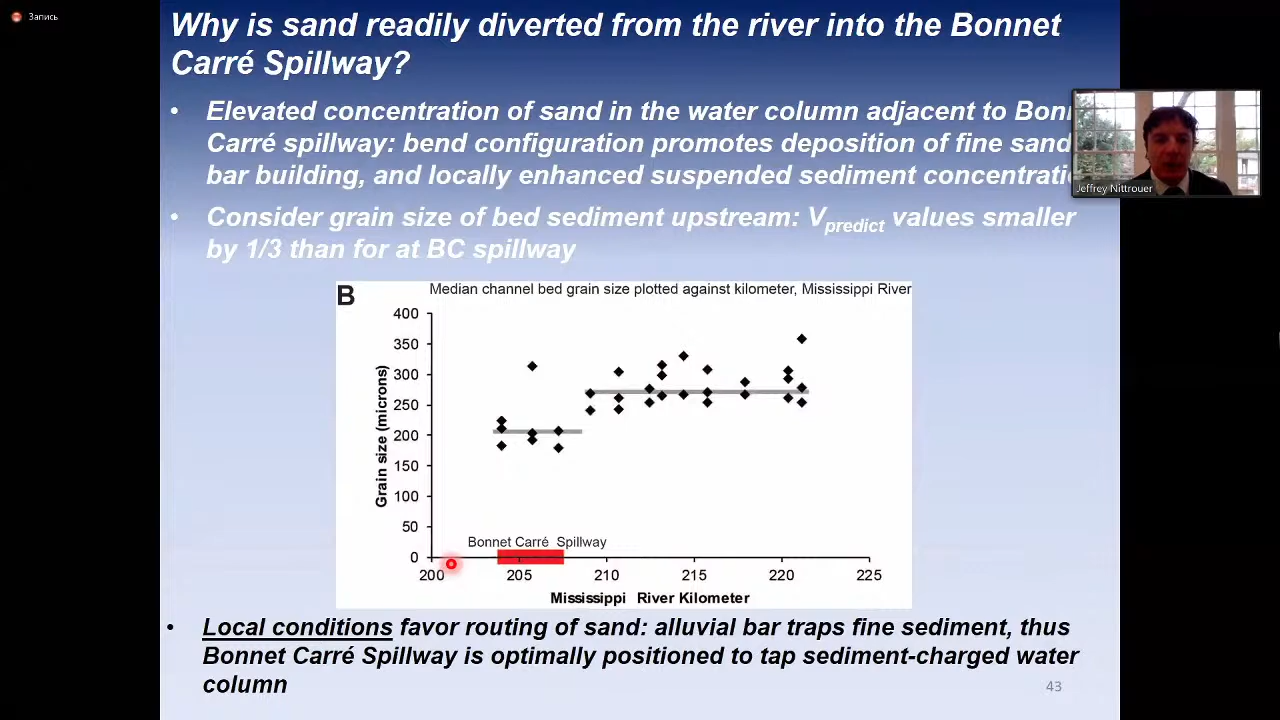 Запись
Why is sand readily diverted from the river into the Bonnet
Carré Spillway?
• Elevated concentration of sand in the water column adjacent to
Carré spillway: bend configuration promotes deposition of fine sand
bar building, and locally enhanced suspended sediment
Jeffrey Nittrouer
• Consider grain size of bed sediment upstream: Vpredict values smaller
by 1/3 than for at BC spillway
B
Median channel bed grain size plotted against kilometer, Mississippi River
400
350
300
250
200
150
100
50
0
Grain size (microns)
Bonnet Carré Spillway
200 205 210 215 220 225
Mississippi River Kilometer
• Local conditions favor routing of sand: alluvial bar traps fine sediment, thus
Bonnet Carré Spillway is optimally positioned to tap sediment-charged water
column
43